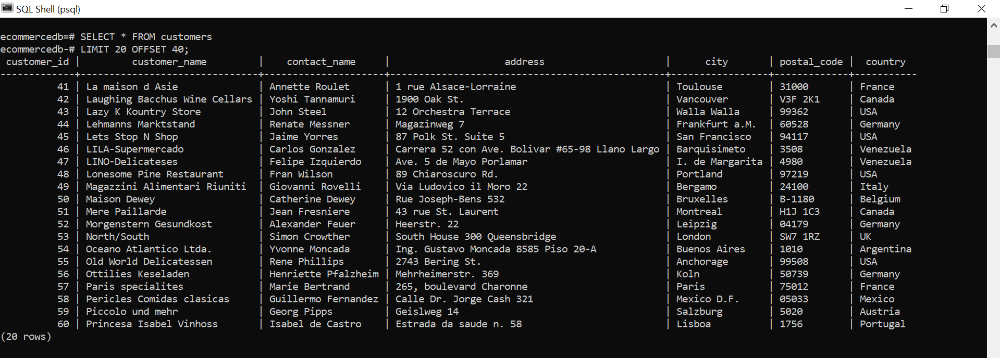 SQL Shell (psql)
ecommercedb=# SELECT * FROM customers
ecommercedb-# LIMIT 20 OFFSET 40;
 customer_id |         customer_name         |    contact_name     |                    address                     |      city       | postal_code |  country
-------------+-------------------------------+---------------------+------------------------------------------------+-----------------+-------------+-----------
          41 | La maison d Asie              | Annette Roulet      | 1 rue Alsace-Lorraine                          | Toulouse        | 31000       | France
          42 | Laughing Bacchus Wine Cellars | Yoshi Tannamuri     | 1900 Oak St.                                   | Vancouver       | V3F 2K1     | Canada
          43 | Lazy K Kountry Store          | John Steel          | 12 Orchestra Terrace                           | Walla Walla     | 99362       | USA
          44 | Lehmanns Marktstand           | Renate Messner      | Magazinweg 7                                   | Frankfurt a.M.  | 60528       | Germany
          45 | Lets Stop N Shop              | Jaime Yorres        | 87 Polk St. Suite 5                            | San Francisco   | 94117       | USA
          46 | LILA-Supermercado             | Carlos Gonzalez     | Carrera 52 con Ave. Bolivar #65-98 Llano Largo | Barquisimeto    | 3508        | Venezuela
          47 | LINO-Delicateses              | Felipe Izquierdo    | Ave. 5 de Mayo Porlamar                        | I. de Margarita | 4980        | Venezuela
          48 | Lonesome Pine Restaurant      | Fran Wilson         | 89 Chiaroscuro Rd.                             | Portland        | 97219       | USA
          49 | Magazzini Alimentari Riuniti  | Giovanni Rovelli    | Via Ludovico il Moro 22                        | Bergamo         | 24100       | Italy
          50 | Maison Dewey                  | Catherine Dewey     | Rue Joseph-Bens 532                            | Bruxelles       | B-1180      | Belgium
          51 | Mere Paillarde                | Jean Fresniere      | 43 rue St. Laurent                             | Montreal        | H1J 1C3     | Canada
          52 | Morgenstern Gesundkost        | Alexander Feuer     | Heerstr. 22                                    | Leipzig         | 04179       | Germany
          53 | North/South                   | Simon Crowther      | South House 300 Queensbridge                   | London          | SW7 1RZ     | UK
          54 | Oceano Atlantico Ltda.        | Yvonne Moncada      | Ing. Gustavo Moncada 8585 Piso 20-A            | Buenos Aires    | 1010        | Argentina
          55 | Old World Delicatessen        | Rene Phillips       | 2743 Bering St.                                | Anchorage       | 99508       | USA
          56 | Ottilies Keseladen            | Henriette Pfalzheim | Mehrheimerstr. 369                             | Koln            | 50739       | Germany
          57 | Paris specialites             | Marie Bertrand      | 265, boulevard Charonne                        | Paris           | 75012       | France
          58 | Pericles Comidas clasicas     | Guillermo Fernandez | Calle Dr. Jorge Cash 321                       | Mexico D.F.     | 05033       | Mexico
          59 | Piccolo und mehr              | Georg Pipps         | Geislweg 14                                    | Salzburg        | 5020        | Austria
          60 | Princesa Isabel Vinhoss       | Isabel de Castro    | Estrada da saude n. 58                         | Lisboa          | 1756        | Portugal
(20 rows)